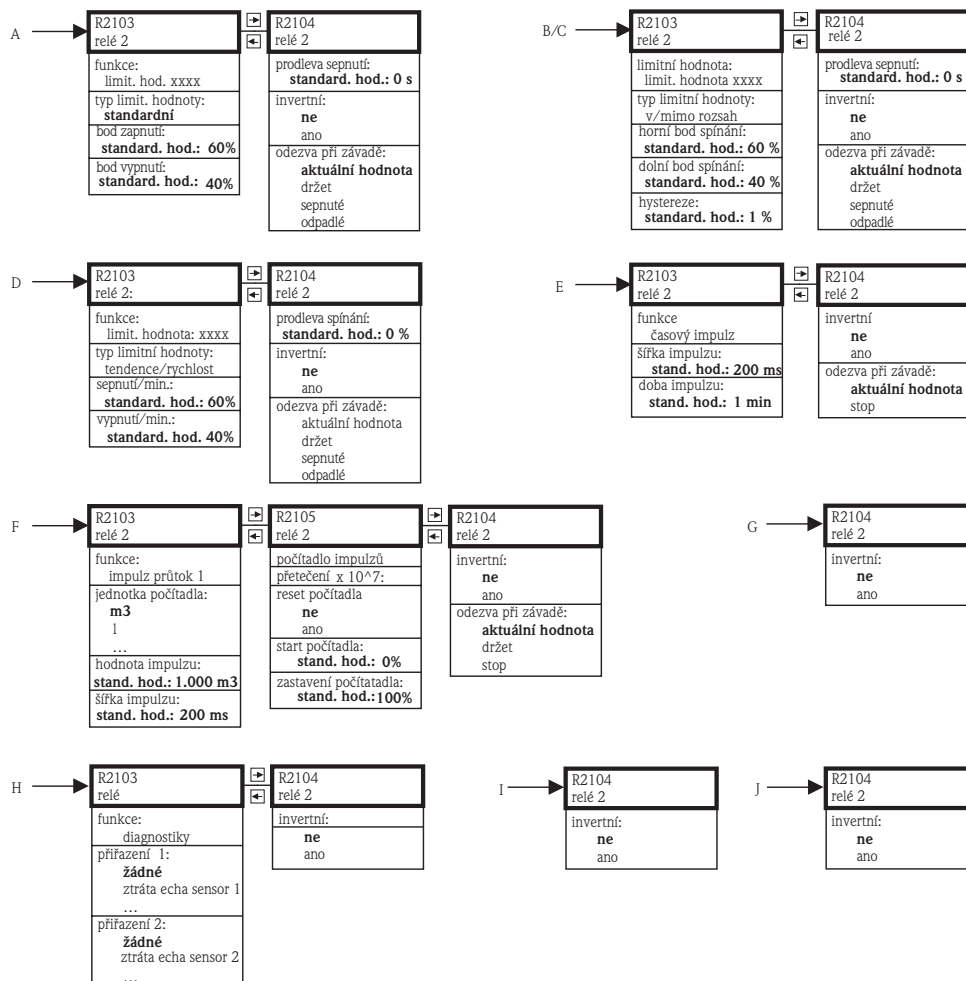 A
R2103
relé 2
funkce:
limit. hod. xxxx
typ limit. hodnoty:
standardní
bod zapnutí:
standard. hod.: 60%
bod vypnutí:
standard. hod.: 40%
R2104
relé 2
prodleva sepnutí:
standard. hod.: 0 s
invertní:
ne
ano
odezva při závadě:
aktuální hodnota
držet
sepnuté
odpadlé
B/C
R2103
relé 2
limitní hodnota:
limit. hodnota xxxx
typ limitní hodnoty:
v/mimo rozsah
horní bod spínání:
standard. hod.: 60 %
dolní bod spínání:
standard. hod.: 40 %
hystereze:
standard. hod.: 1 %
R2104
relé 2
prodleva sepnutí:
standard. hod.: 0 s
invertní:
ne
ano
odezva při závadě:
aktuální hodnota
držet
sepnuté
odpadlé
D
R2103
relé 2:
funkce:
limit. hodnota: xxxx
typ limitní hodnoty:
tendence/rychlost
sepnutí/min.:
standard. hod.: 60%
vypnutí/min.:
standard. hod. 40%
R2104
relé 2
prodleva spínání:
standard. hod.: 0 %
invertní:
ne
ano
odezva při závadě:
aktuální hodnota
držet
sepnuté
odpadlé
E
R2103
relé 2
funkce
časový impulz
šířka impulzu:
stand. hod.: 200 ms
doba impulzu:
stand. hod.: 1 min
R2104
relé 2
invertní
ne
ano
odezva při závadě:
aktuální hodnota
stop
F
R2103
relé 2
funkce:
impulz průtok 1
jednotka počítadla:
m3
l
...
hodnota impulzu:
stand. hod.: 1.000 m3
šířka impulzu:
stand. hod.: 200 ms
R2105
relé 2
počítadlo impulzů
přetečení x 10^7:
reset počítadla
ne
ano
start počítadla:
stand. hod.: 0%
zastavení počítatadla:
stand. hod.:100%
R2104
relé 2
invertní:
ne
ano
odezva při závadě:
aktuální hodnota
držet
stop
G
R2104
relé 2
invertní:
ne
ano
H
R2103
relé
funkce:
diagnostiky
přiřazení 1:
žádné
ztráta echa sensor 1
...
přiřazení 2:
žádné
ztráta echa sensor 2
...
R2104
relé 2
invertní:
ne
ano
I
R2104
relé 2
invertní:
ne
ano
J
R2104
relé 2
invertní:
ne
ano